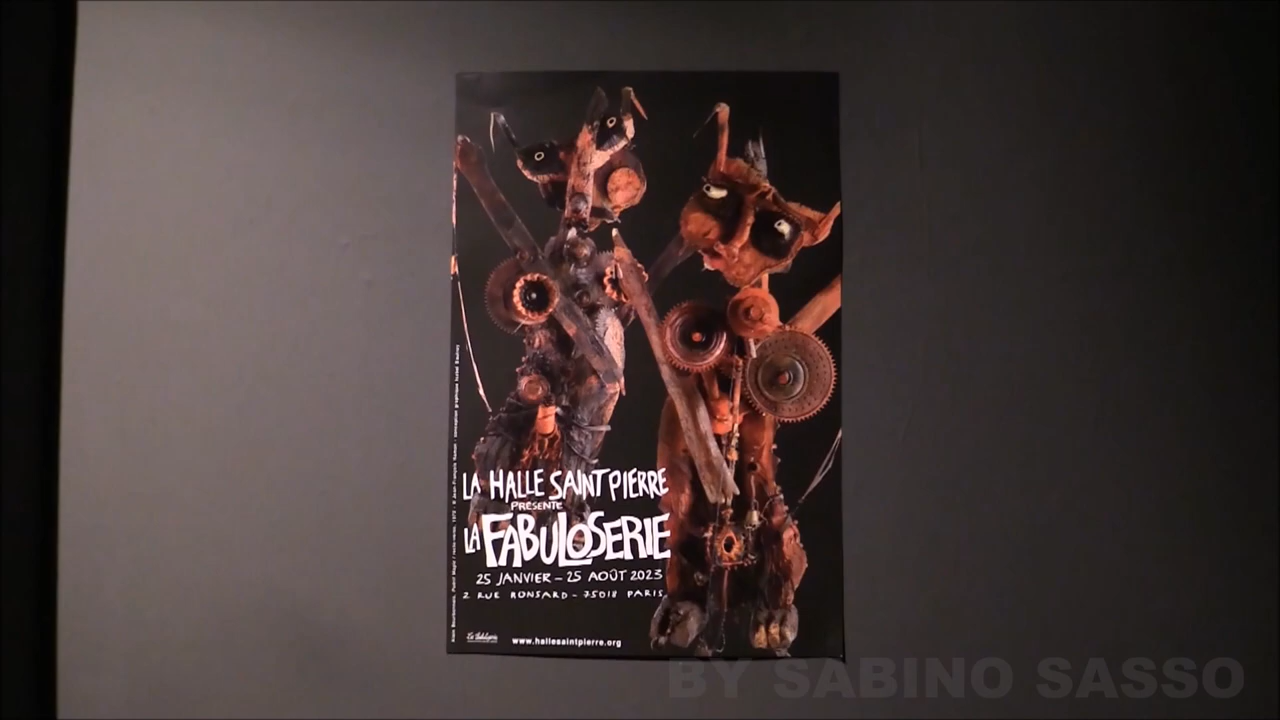 LA HALLE SAINT PIERRE
PRÉSENTE
LA FABULOSERIE
25 JANVIER – 25 AOÛT 2023
2 RUE RONSARD – 75018 PARIS
www.hallesaintpierre.org
BY SABINO SASSO